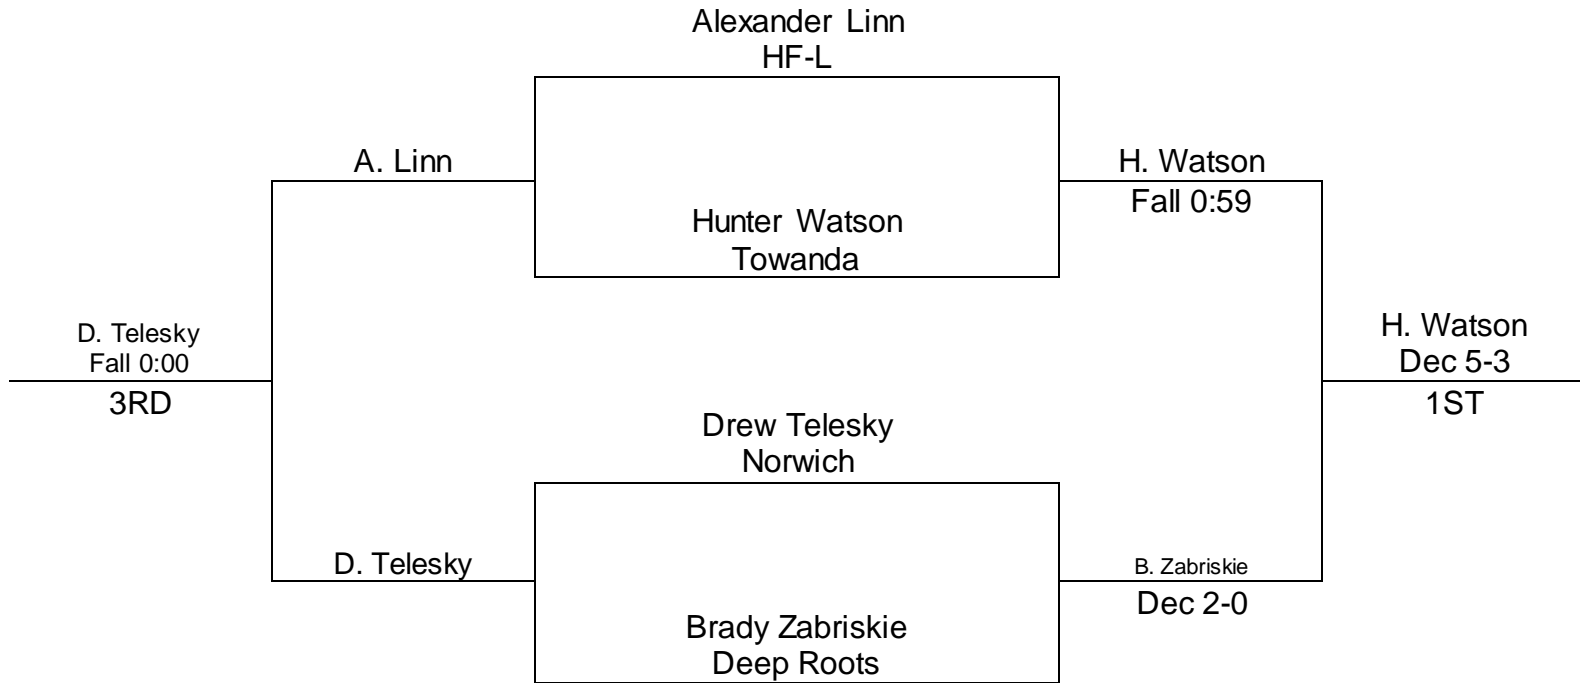 Alexander Linn
HF-L
A. Linn
H. Watson
Fall 0:59
Hunter Watson
Towanda
D. Telesky
Fall 0:00
3RD
H. Watson
Dec 5-3
1ST
Drew Telesky
Norwich
D. Telesky
B. Zabriskie
Dec 2-0
Brady Zabriskie
Deep Roots